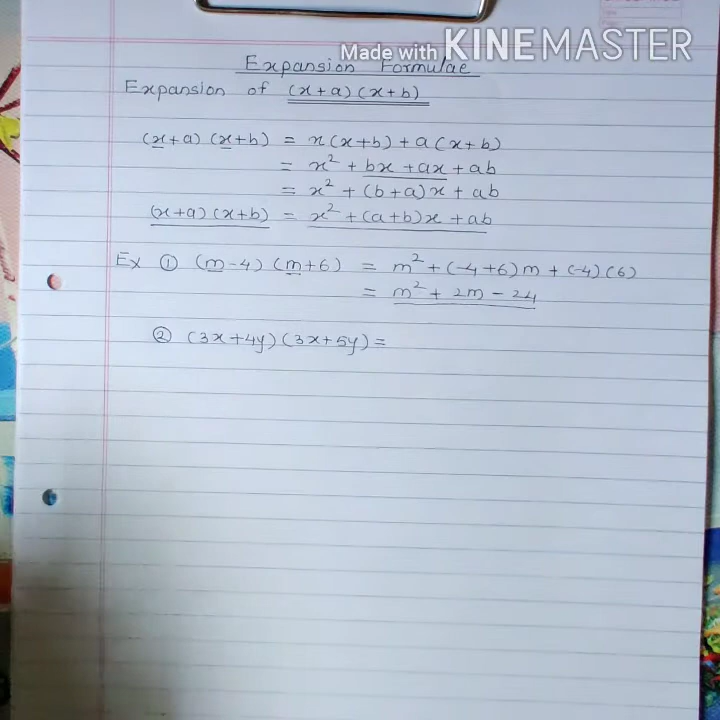 Made with KINEMASTER
Expansion Formulae
Expansion of (x+a)(x+b)
(x+a)(x+b) = x(x+b)+a(x+b)
= x² + bx + ax + ab
= x² + (b+a)x + ab
(x+a)(x+b) = x² + (a+b)x + ab
Ex ① (m-4)(m+6) = m² + (-4+6)m + (-4)(6)
= m² + 2m - 24
② (3x+4y)(3x+5y) =